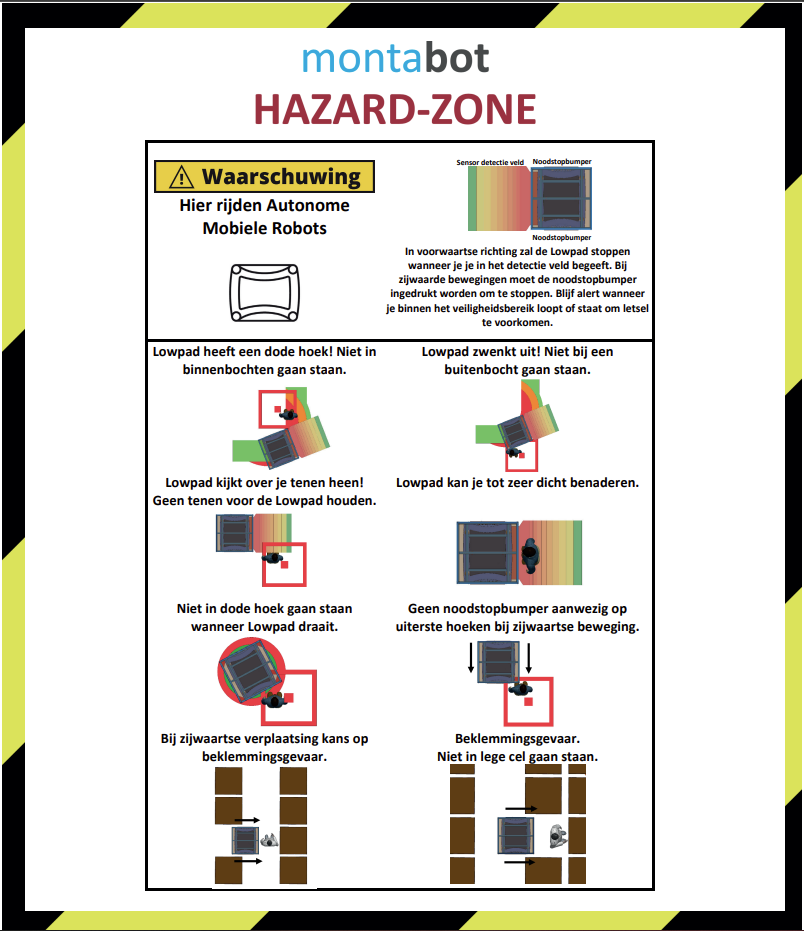 montabot
HAZARD-ZONE
Waarschuwing
Hier rijden Autonome
Mobiele Robots
Sensor detectie veld
Noodstopbumper
Noodstopbumper
In voorwaartse richting zal de Lowpad stoppen
wanneer je je in het detectie veld begeeft. Bij
zijwaarde bewegingen moet de noodstopbumper
ingedrukt worden om te stoppen. Blijf alert wanneer
je binnen het veiligheidsbereik loopt of staat om letsel
te voorkomen.
Lowpad heeft een dode hoek! Niet in
binnenbochten gaan staan.
Lowpad zwenkt uit! Niet bij een
buitenbocht gaan staan.
Lowpad kijkt over je tenen heen!
Geen tenen voor de Lowpad houden.
Lowpad kan je tot zeer dicht benaderen.
Niet in dode hoek gaan staan
wanneer Lowpad draait.
Geen noodstopbumper aanwezig op
uiterste hoeken bij zijwaartse beweging.
Bij zijwaartse verplaatsing kans op
beklemmingsgevaar.
Beklemmingsgevaar.
Niet in lege cel gaan staan.